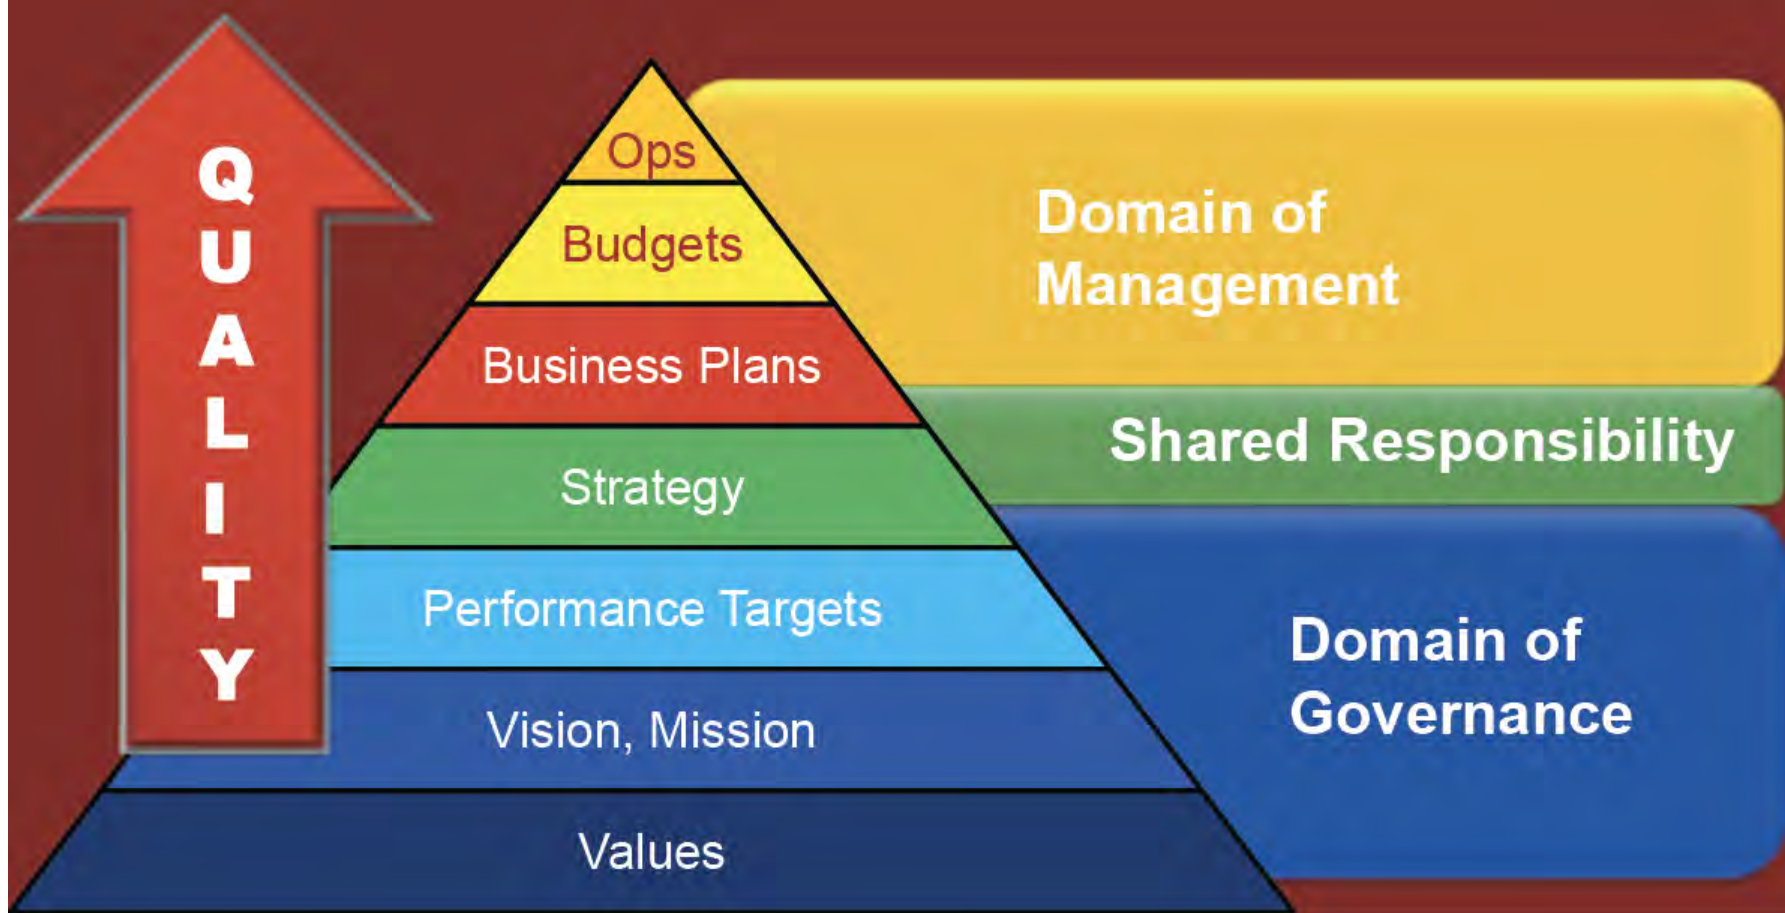 QUALITY
Ops
Budgets
Business Plans
Strategy
Performance Targets
Vision, Mission
Values
Domain of
Management
Shared Responsibility
Domain of
Governance